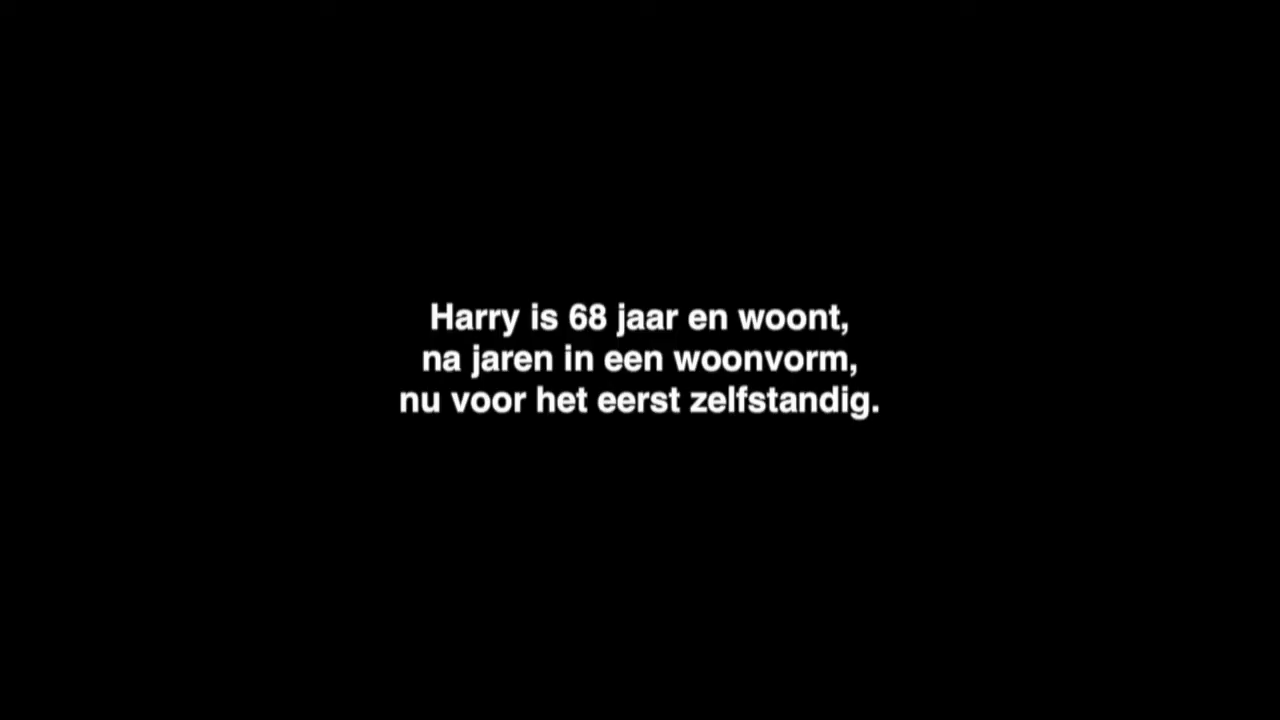 Harry is 68 jaar en woont,
na jaren in een woonvorm,
nu voor het eerst zelfstandig.